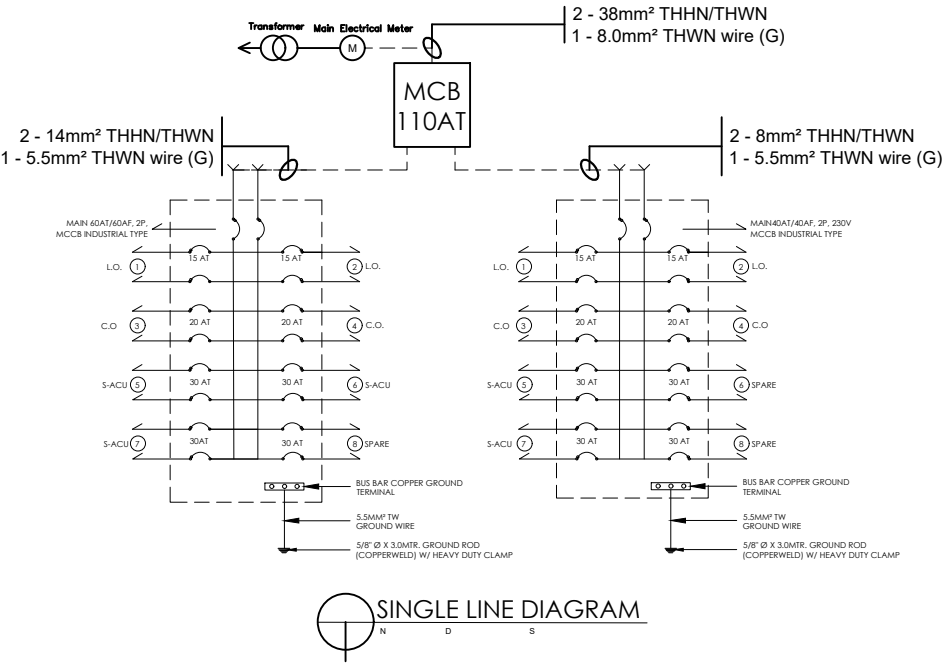 2 - 38mm² THHN/THWN
1 - 8.0mm² THWN wire (G)
Transformer
Main Electrical Meter
M
MCB
110AT
2 - 14mm² THHN/THWN
1 - 5.5mm² THWN wire (G)
2 - 8mm² THHN/THWN
1 - 5.5mm² THWN wire (G)
MAIN 60AT/60AF, 2P,
MCCB INDUSTRIAL TYPE
15 AT
15 AT
L.O. 1
2 L.O.
20 AT
20 AT
C.O 3
4 C.O.
30 AT
30 AT
S-ACU 5
6 S-ACU
30AT
30 AT
S-ACU 7
8 SPARE
BUS BAR COPPER GROUND
TERMINAL
5.5MM² TW
GROUND WIRE
5/8" Ø X 3.0MTR. GROUND ROD
(COPPERWELD) W/ HEAVY DUTY CLAMP
MAIN40AT/40AF, 2P, 230V
MCCB INDUSTRIAL TYPE
15 AT
15 AT
L.O. 1
2 L.O.
20 AT
20 AT
C.O 3
4 C.O
30 AT
30 AT
S-ACU 5
6 SPARE
30 AT
30 AT
S-ACU 7
8 SPARE
BUS BAR COPPER GROUND
TERMINAL
5.5MM² TW
GROUND WIRE
5/8" Ø X 3.0MTR. GROUND ROD
(COPPERWELD) W/ HEAVY DUTY CLAMP
SINGLE LINE DIAGRAM
N D S